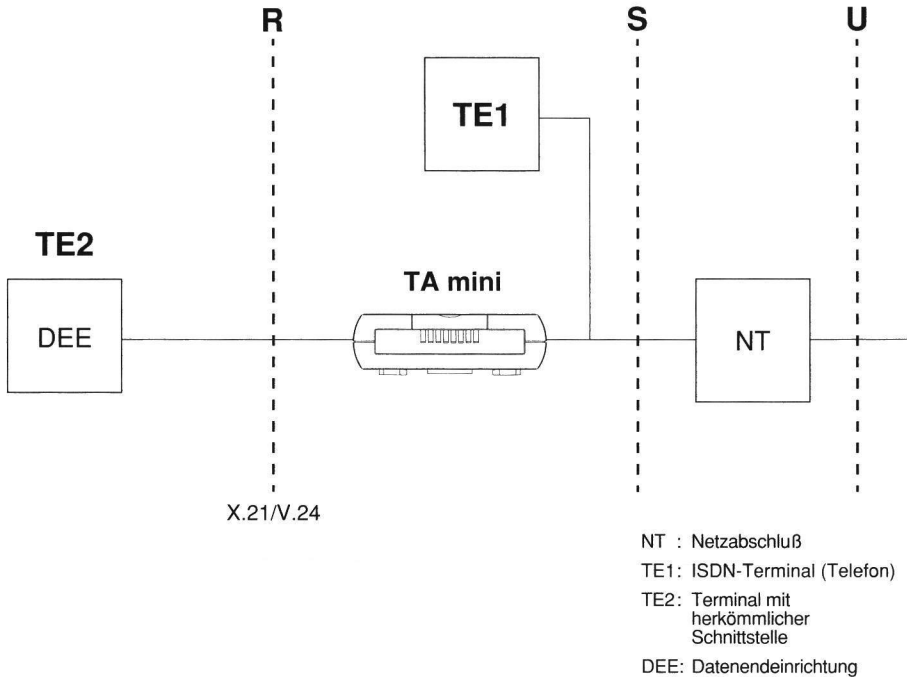 R
S
U
TE1
TE2
TA mini
DEE
NT
X.21/V.24
NT : Netzabschluß
TE1: ISDN-Terminal (Telefon)
TE2: Terminal mit
herkömmlicher
Schnittstelle
DEE: Datenendeinrichtung